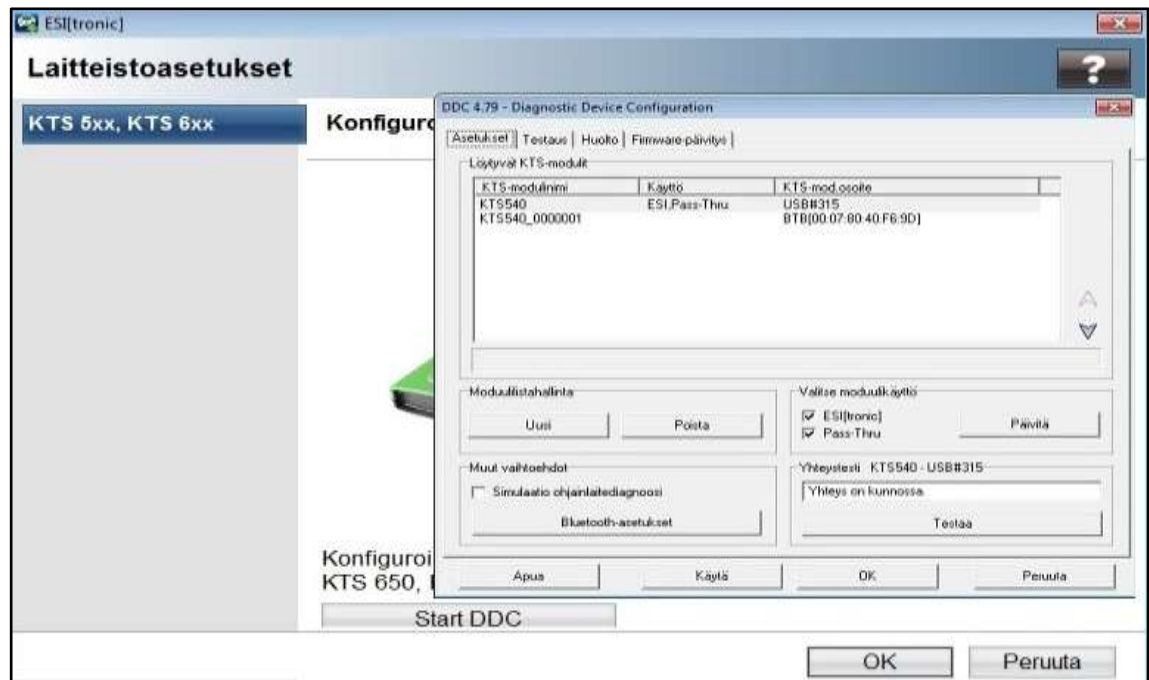 ESI[tronic]
Laitteistoasetukset
?
KTS 5xx, KTS 6xx
Konfiguro
DDC 4.79 - Diagnostic Device Configuration
Asetukset Testaus Huolto Firmware-päivitys
Löytyvät KTS-modulit
KTS-modulinimi Käyttö KTS-mod.osoite
KTS540 ESI,Pass-Thru USB#315
KTS540_0000001 BTB[00:07:80:40:F6:9D]
Moduulilistahallinta
Uusi Poista
Valitse moduulikäyttö
ESI[tronic]
Pass-Thru
Päivitä
Muut vaihtoehdot
Simulaatio ohjainlaitediagnoosi
Bluetooth-asetukset
Yhteystesti KTS540 - USB#315
Yhteys on kunnossa.
Testaa
Konfiguroi
KTS 650,
Apua Käytä OK Peruuta
Start DDC
OK Peruuta